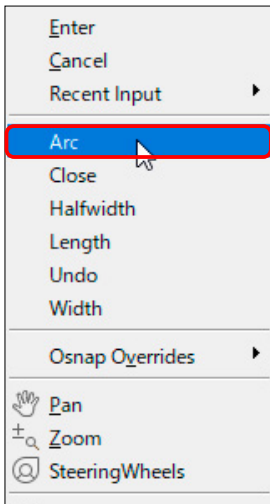 Enter
Cancel
Recent Input
Arc
Close
Halfwidth
Length
Undo
Width
Osnap Overrides
Pan
Zoom
SteeringWheels